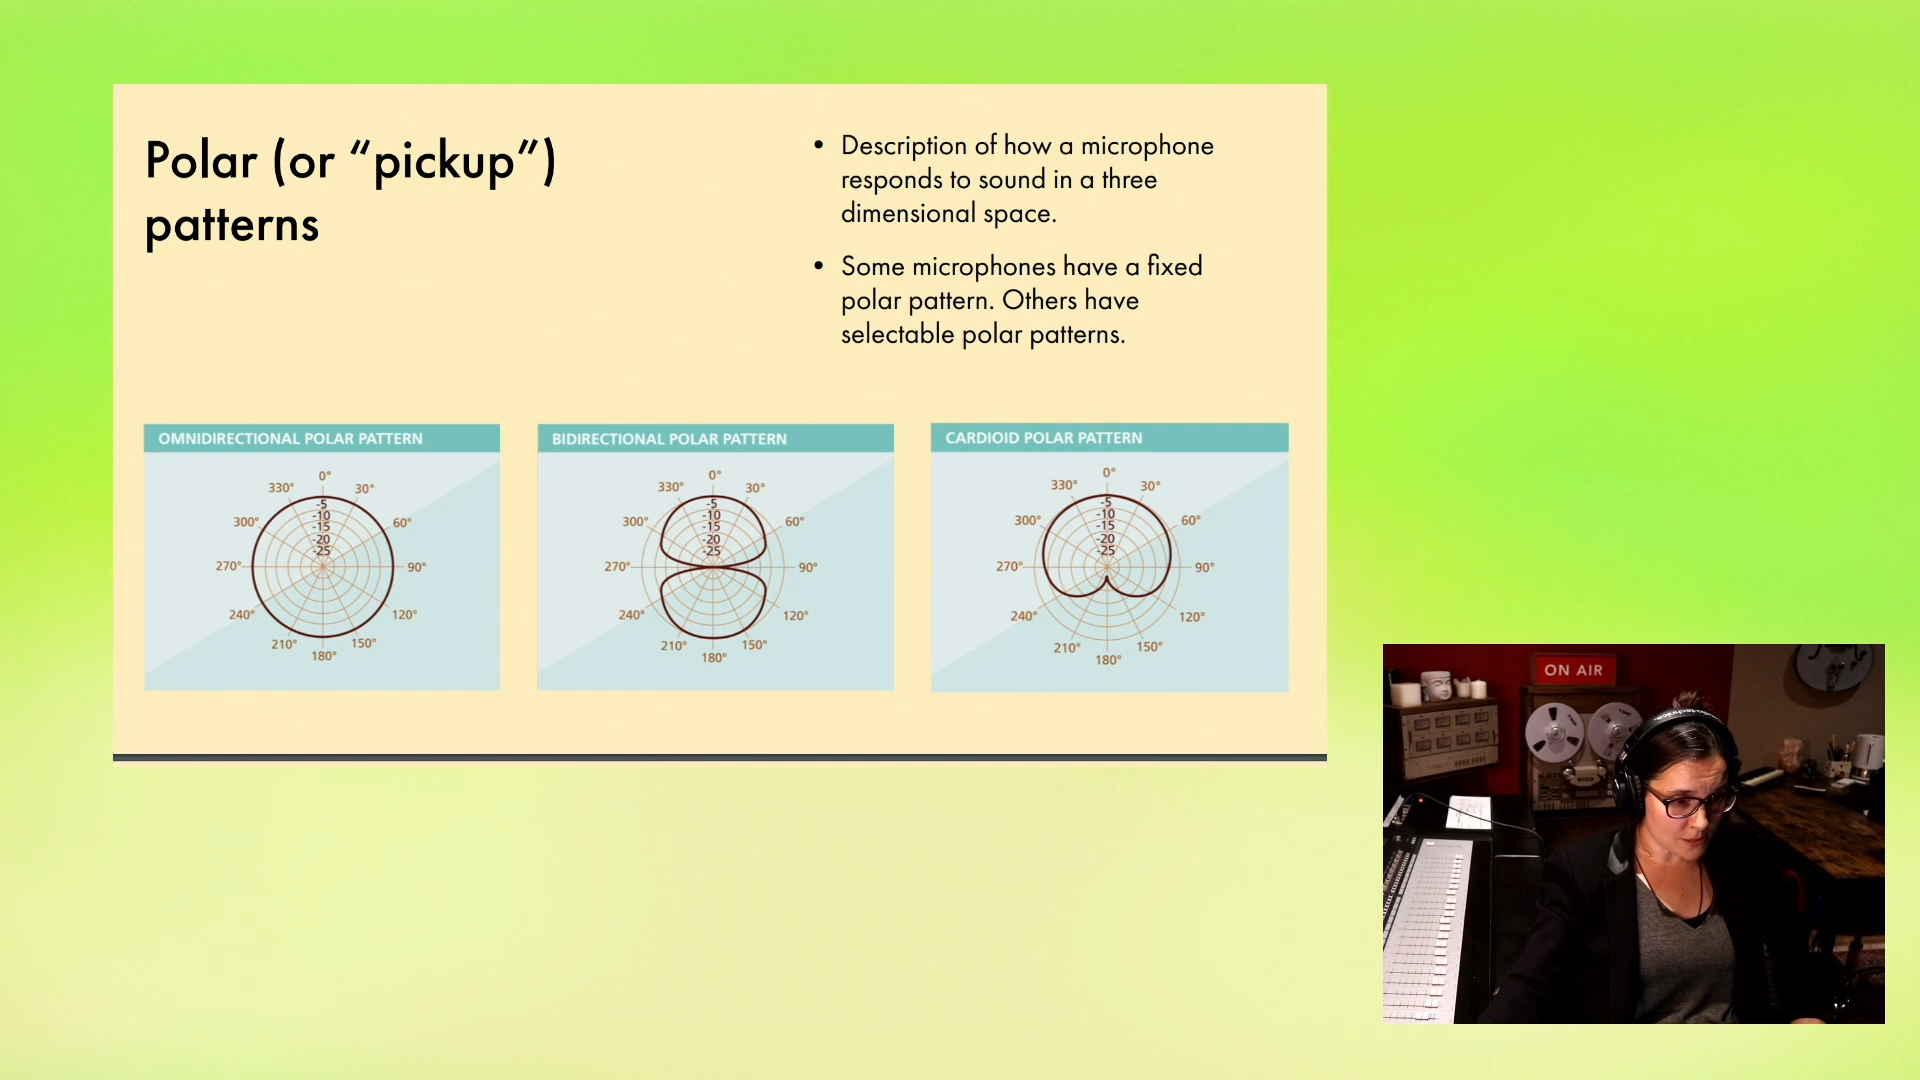 Polar (or “pickup”)
patterns
• Description of how a microphone
responds to sound in a three
dimensional space.
• Some microphones have a fixed
polar pattern. Others have
selectable polar patterns.
OMNIDIRECTIONAL POLAR PATTERN
0°
330° 30°
-5
-10
300° 60°
-15
-20
-25
270° 90°
240° 120°
210° 150°
180°
BIDIRECTIONAL POLAR PATTERN
0°
330° 30°
-5
-10
300° 60°
-15
-20
-25
270° 90°
240° 120°
210° 150°
180°
CARDIOID POLAR PATTERN
0°
330° 30°
-5
-10
300° 60°
-15
-20
-25
270° 90°
240° 120°
210° 150°
180°
ON AIR
audio-technica